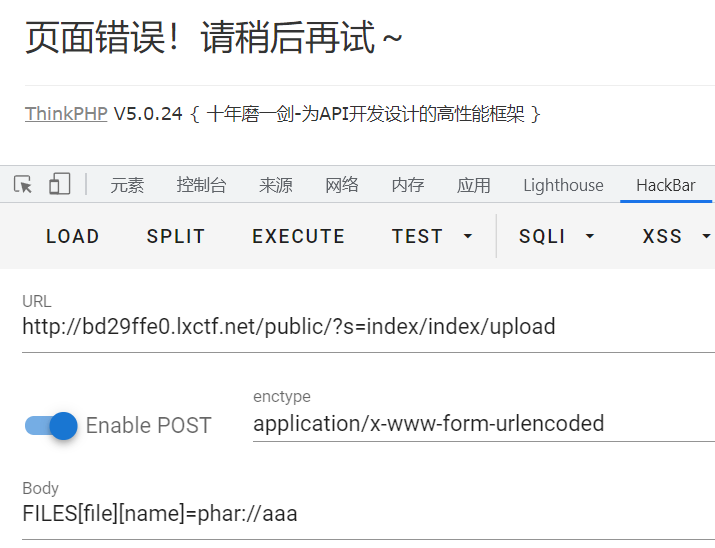 页面错误！请稍后再试～
ThinkPHP V5.0.24 { 十年磨一剑-为API开发设计的高性能框架 }
元素 控制台 来源 网络 内存 应用 Lighthouse HackBar
LOAD SPLIT EXECUTE TEST SQLI XSS
URL
http://bd29ffe0.lxctf.net/public/?s=index/index/upload
enctype
Enable POST application/x-www-form-urlencoded
Body
FILES[file][name]=phar://aaa